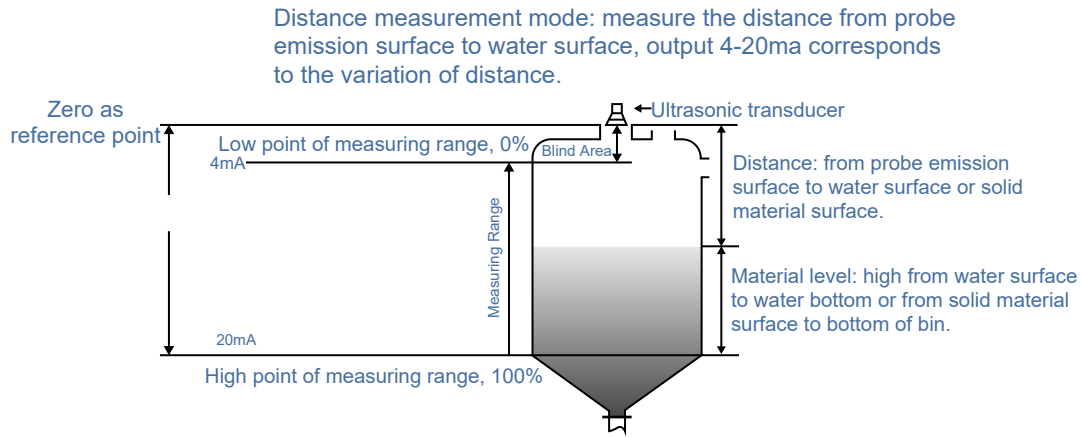 Distance measurement mode: measure the distance from probe
emission surface to water surface, output 4-20ma corresponds
to the variation of distance.
Zero as
reference point
Ultrasonic transducer
Low point of measuring range, 0%
Blind Area
4mA
Distance: from probe emission
surface to water surface or solid
material surface.
Measuring Range
Material level: high from water surface
to water bottom or from solid material
surface to bottom of bin.
20mA
High point of measuring range, 100%